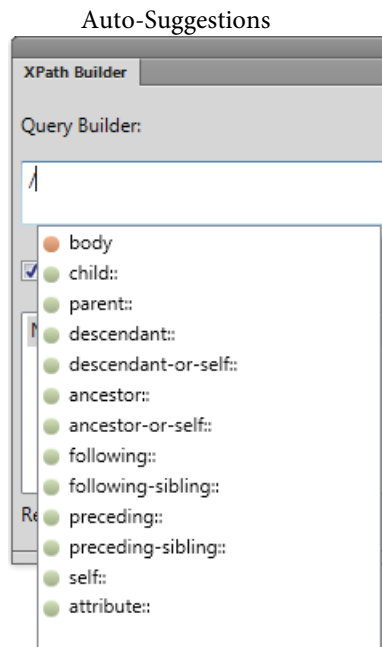 Auto-Suggestions
XPath Builder
Query Builder:
/
body
child::
parent::
descendant::
descendant-or-self::
ancestor::
ancestor-or-self::
following::
following-sibling::
preceding::
preceding-sibling::
self::
attribute::